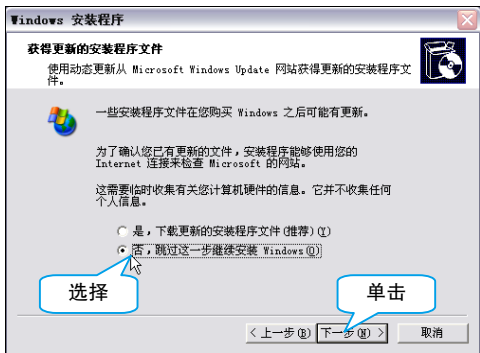 Windows 安装程序
获得更新的安装程序文件
使用动态更新从 Microsoft Windows Update 网站获得更新的安装程序文
件。
一些安装程序文件在您购买 Windows 之后可能有更新。
为了确认您已有更新的文件，安装程序能够使用您的
Internet 连接来检查 Microsoft 的网站。
这需要临时收集有关您计算机硬件的信息。它并不收集任何
个人信息。
是，下载更新的安装程序文件(推荐)(Y)
否，跳过这一步继续安装 Windows(O)
选择
单击
< 上一步(B)
下一步(N) >
取消